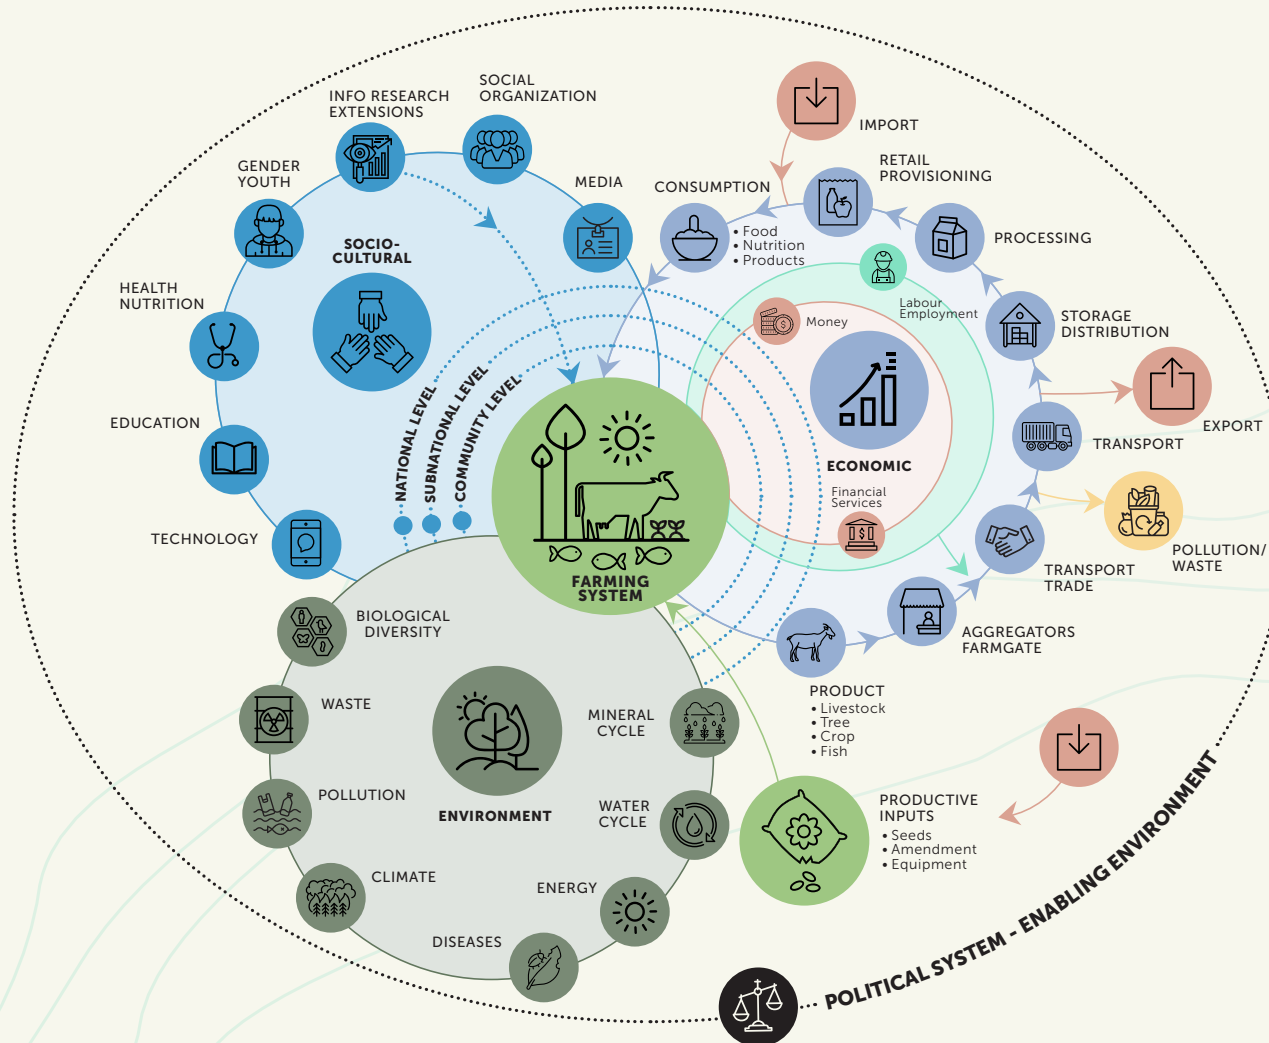 SOCIAL
ORGANIZATION
INFO RESEARCH
EXTENSIONS
GENDER
YOUTH
MEDIA
HEALTH
NUTRITION
SOCIO-
CULTURAL
EDUCATION
TECHNOLOGY
NATIONAL LEVEL
SUBNATIONAL LEVEL
COMMUNITY LEVEL
IMPORT
RETAIL
PROVISIONING
CONSUMPTION
• Food
• Nutrition
• Products
PROCESSING
STORAGE
DISTRIBUTION
Labour
Employment
Money
EXPORT
TRANSPORT
ECONOMIC
Financial
Services
POLLUTION/
WASTE
TRANSPORT
TRADE
AGGREGATORS
FARMGATE
PRODUCT
• Livestock
• Tree
• Crop
• Fish
FARMING
SYSTEM
BIOLOGICAL
DIVERSITY
WASTE
POLLUTION
CLIMATE
DISEASES
ENERGY
WATER
CYCLE
MINERAL
CYCLE
ENVIRONMENT
PRODUCTIVE
INPUTS
• Seeds
• Amendment
• Equipment
POLITICAL SYSTEM - ENABLING ENVIRONMENT